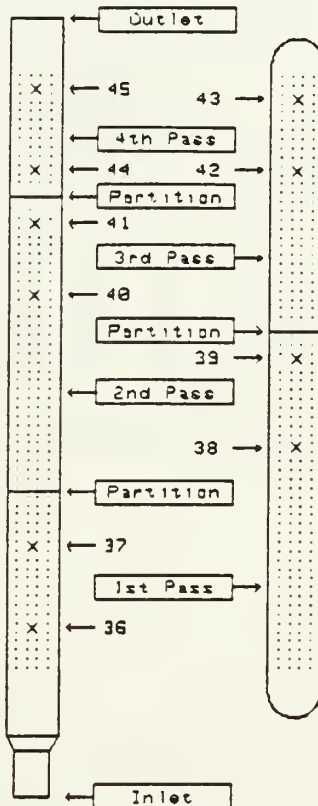 Outlet
45
43
4th Pass
44
42
Partition
41
3rd Pass
40
Partition
39
2nd Pass
38
Partition
37
1st Pass
36
Inlet